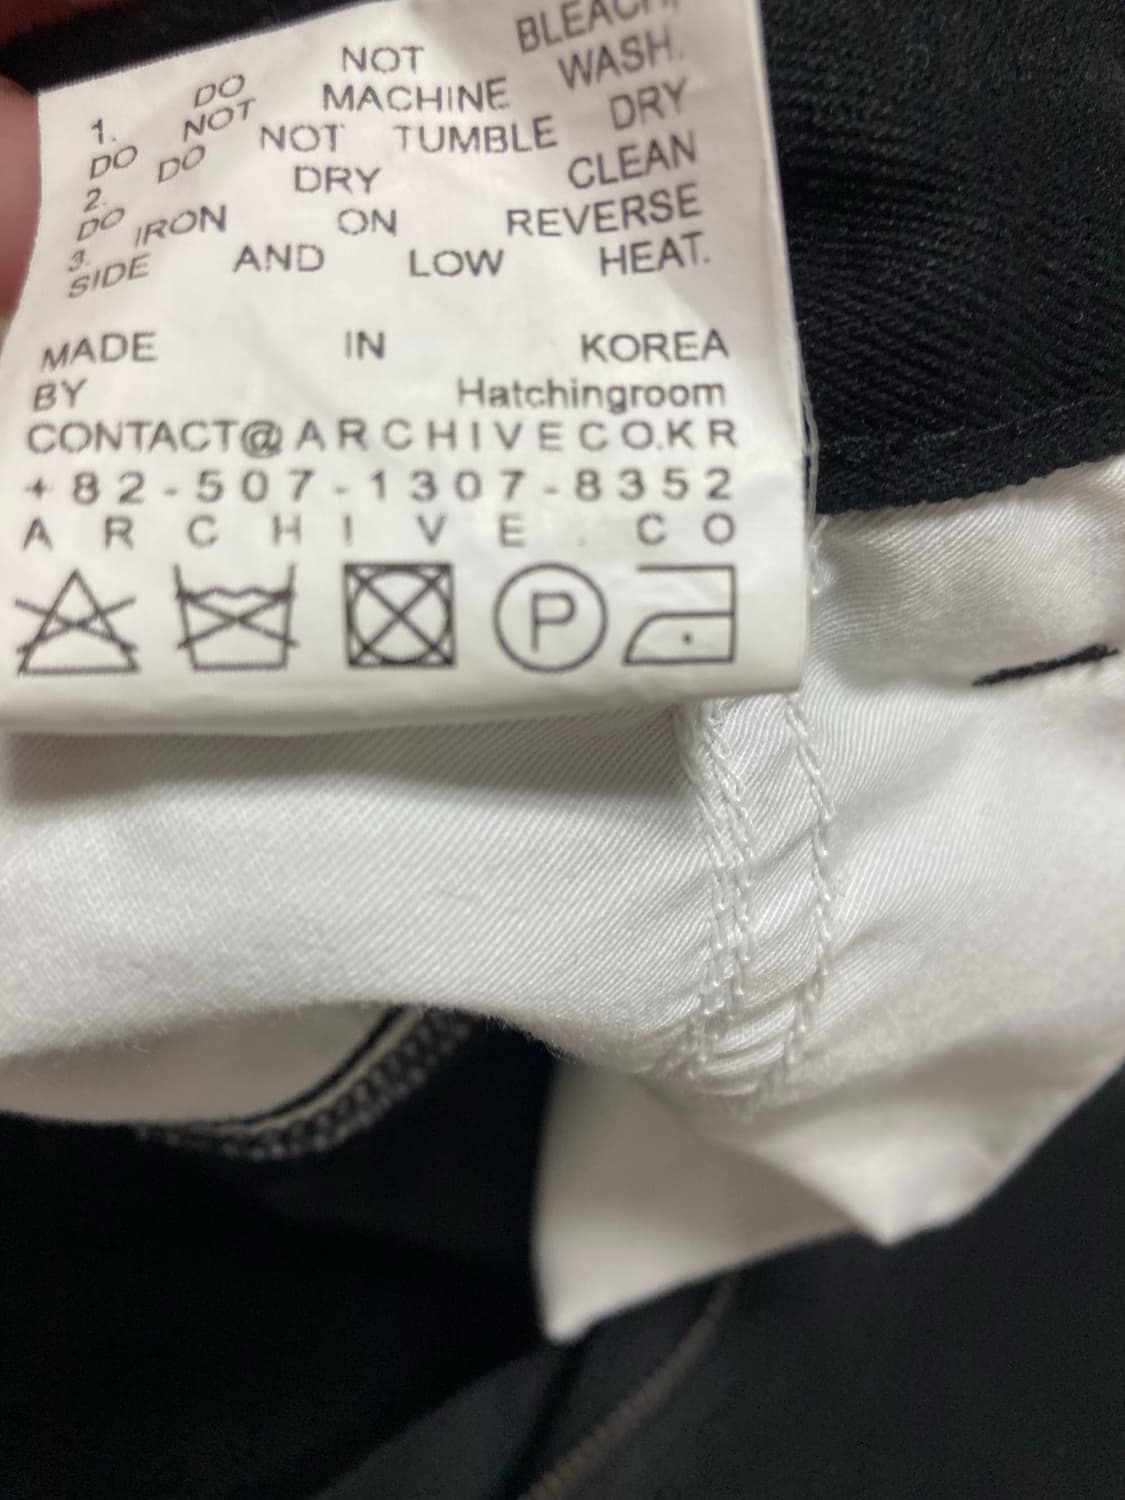 1. DO NOT BLEACH,
DO NOT MACHINE WASH.
2. DO NOT TUMBLE DRY
DO DRY CLEAN
3. IRON ON REVERSE
SIDE AND LOW HEAT.
MADE IN KOREA
BY Hatchingroom
CONTACT@ARCHIVECO.KR
+82-507-1307-8352
ARCHIVE.CO
P